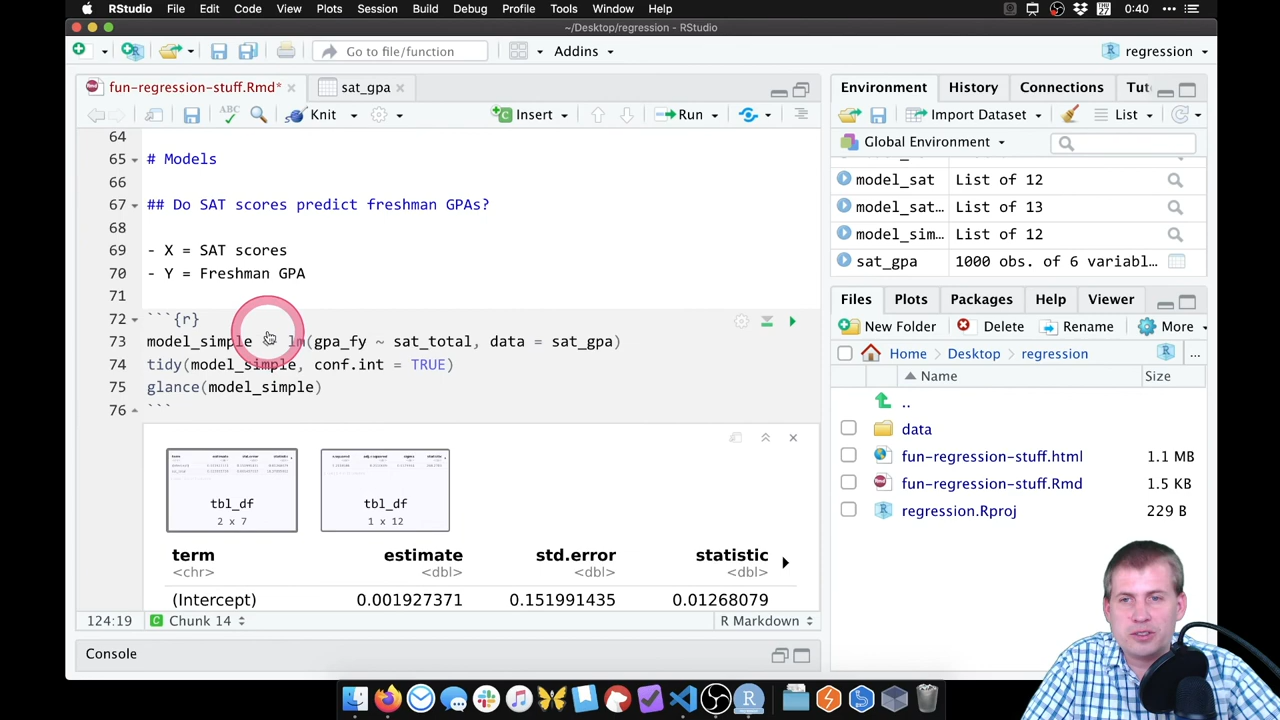 RStudio File Edit Code View Plots Session Build Debug Profile Tools Window Help 0:40
~/Desktop/regression - RStudio
Go to file/function Addins regression
fun-regression-stuff.Rmd* sat_gpa
Environment History Connections Tut
ABC Knit Insert Run
Import Dataset List
Global Environment
64
65 # Models
66
67 ## Do SAT scores predict freshman GPAs?
68
69 - X = SAT scores
70 - Y = Freshman GPA
71
72 ```{r}
73 model_simple lm(gpa_fy ~ sat_total, data = sat_gpa)
74 tidy(model_simple, conf.int = TRUE)
75 glance(model_simple)
76 ```
model_sat List of 12
model_sat... List of 13
model_sim... List of 12
sat_gpa 1000 obs. of 6 variabl...
Files Plots Packages Help Viewer
New Folder Delete Rename More
Home Desktop regression ...
Name Size
..
data
fun-regression-stuff.html 1.1 MB
fun-regression-stuff.Rmd 1.5 KB
regression.Rproj 229 B
tbl_df tbl_df
2 x 7 1 x 12
term estimate std.error statistic
<chr> <dbl> <dbl> <dbl>
(Intercept) 0.001927371 0.151991435 0.01268079
124:19 Chunk 14 R Markdown
Console